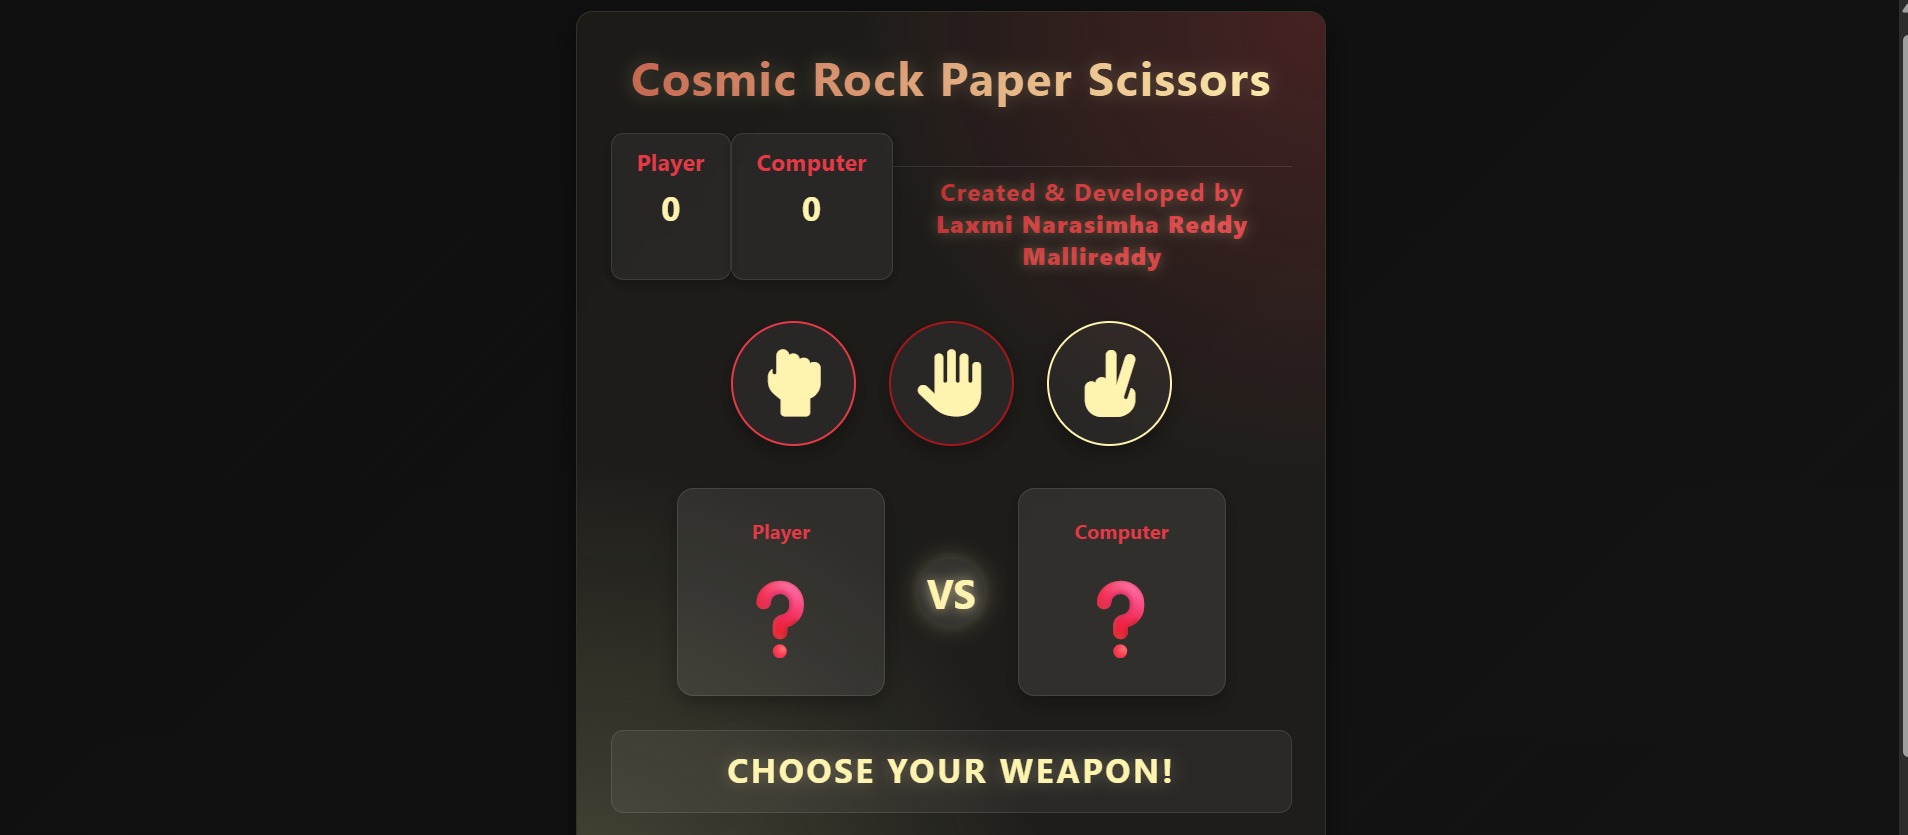 Cosmic Rock Paper Scissors
Player
0
Computer
0
Created & Developed by
Laxmi Narasimha Reddy
Mallireddy
Player
❓
VS
Computer
❓
CHOOSE YOUR WEAPON!